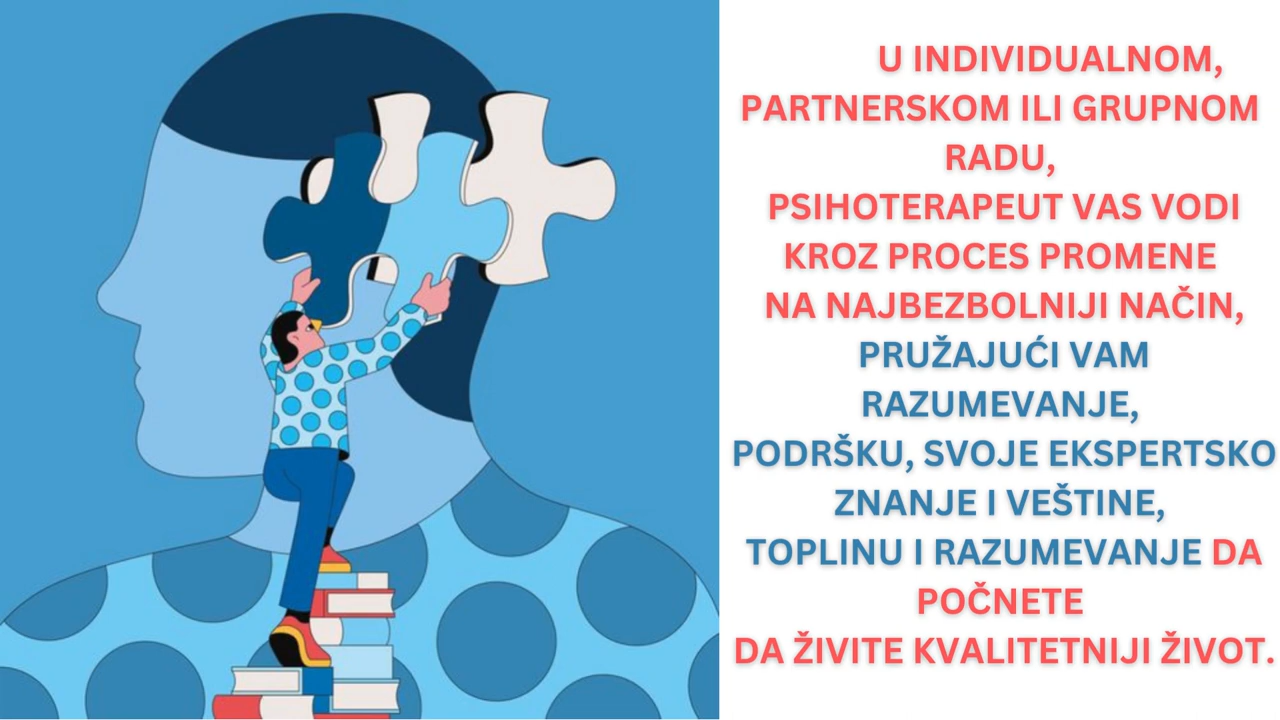 U INDIVIDUALNOM,
PARTNERSKOM ILI GRUPNOM
RADU,
PSIHOTERAPEUT VAS VODI
KROZ PROCES PROMENE
NA NAJBEZBOLNIJI NAČIN,
PRUŽAJUĆI VAM
RAZUMEVANJE,
PODRŠKU, SVOJE EKSPERTSKO
ZNANJE I VEŠTINE,
TOPLINU I RAZUMEVANJE DA
POČNETE
DA ŽIVITE KVALITETNIJI ŽIVOT.